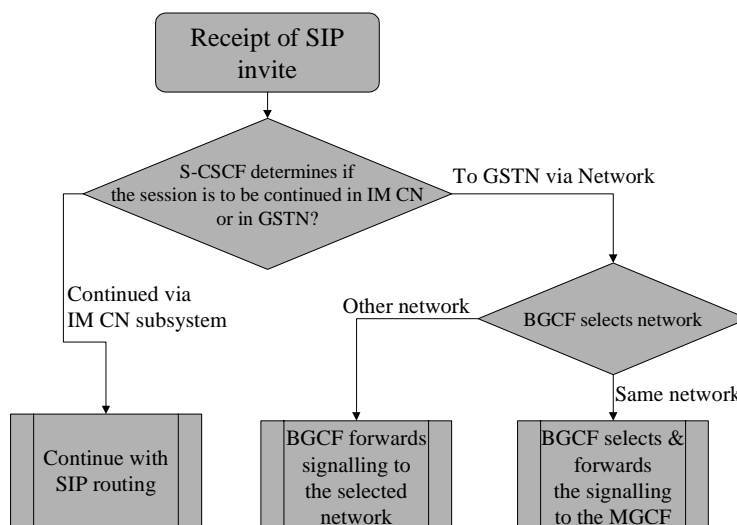 Receipt of SIP
invite
S-CSCF determines if
the session is to be continued in IM CN
or in GSTN?
To GSTN via Network
Continued via
IM CN subsystem
Other network
BGCF selects network
Same network
Continue with
SIP routing
BGCF forwards
signalling to
the selected
network
BGCF selects &
forwards
the signalling
to the MGCF